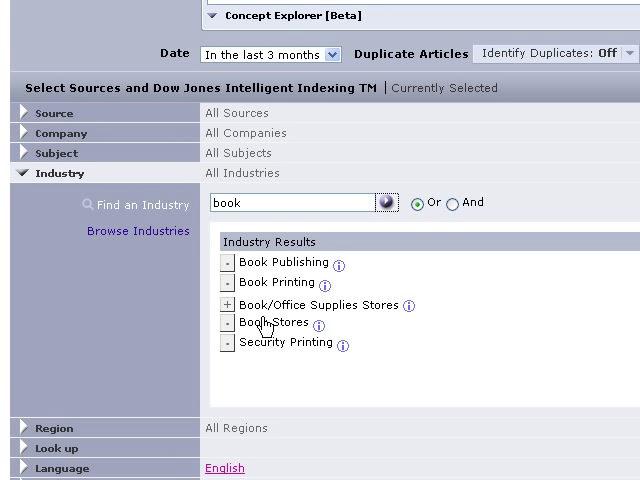 Concept Explorer [Beta]
Date In the last 3 months Duplicate Articles Identify Duplicates: Off
Select Sources and Dow Jones Intelligent Indexing TM | Currently Selected
Source All Sources
Company All Companies
Subject All Subjects
Industry All Industries
Find an Industry book Or And
Browse Industries
Industry Results
- Book Publishing i
- Book Printing i
+ Book/Office Supplies Stores i
- Book Stores i
- Security Printing i
Region All Regions
Look up
Language English